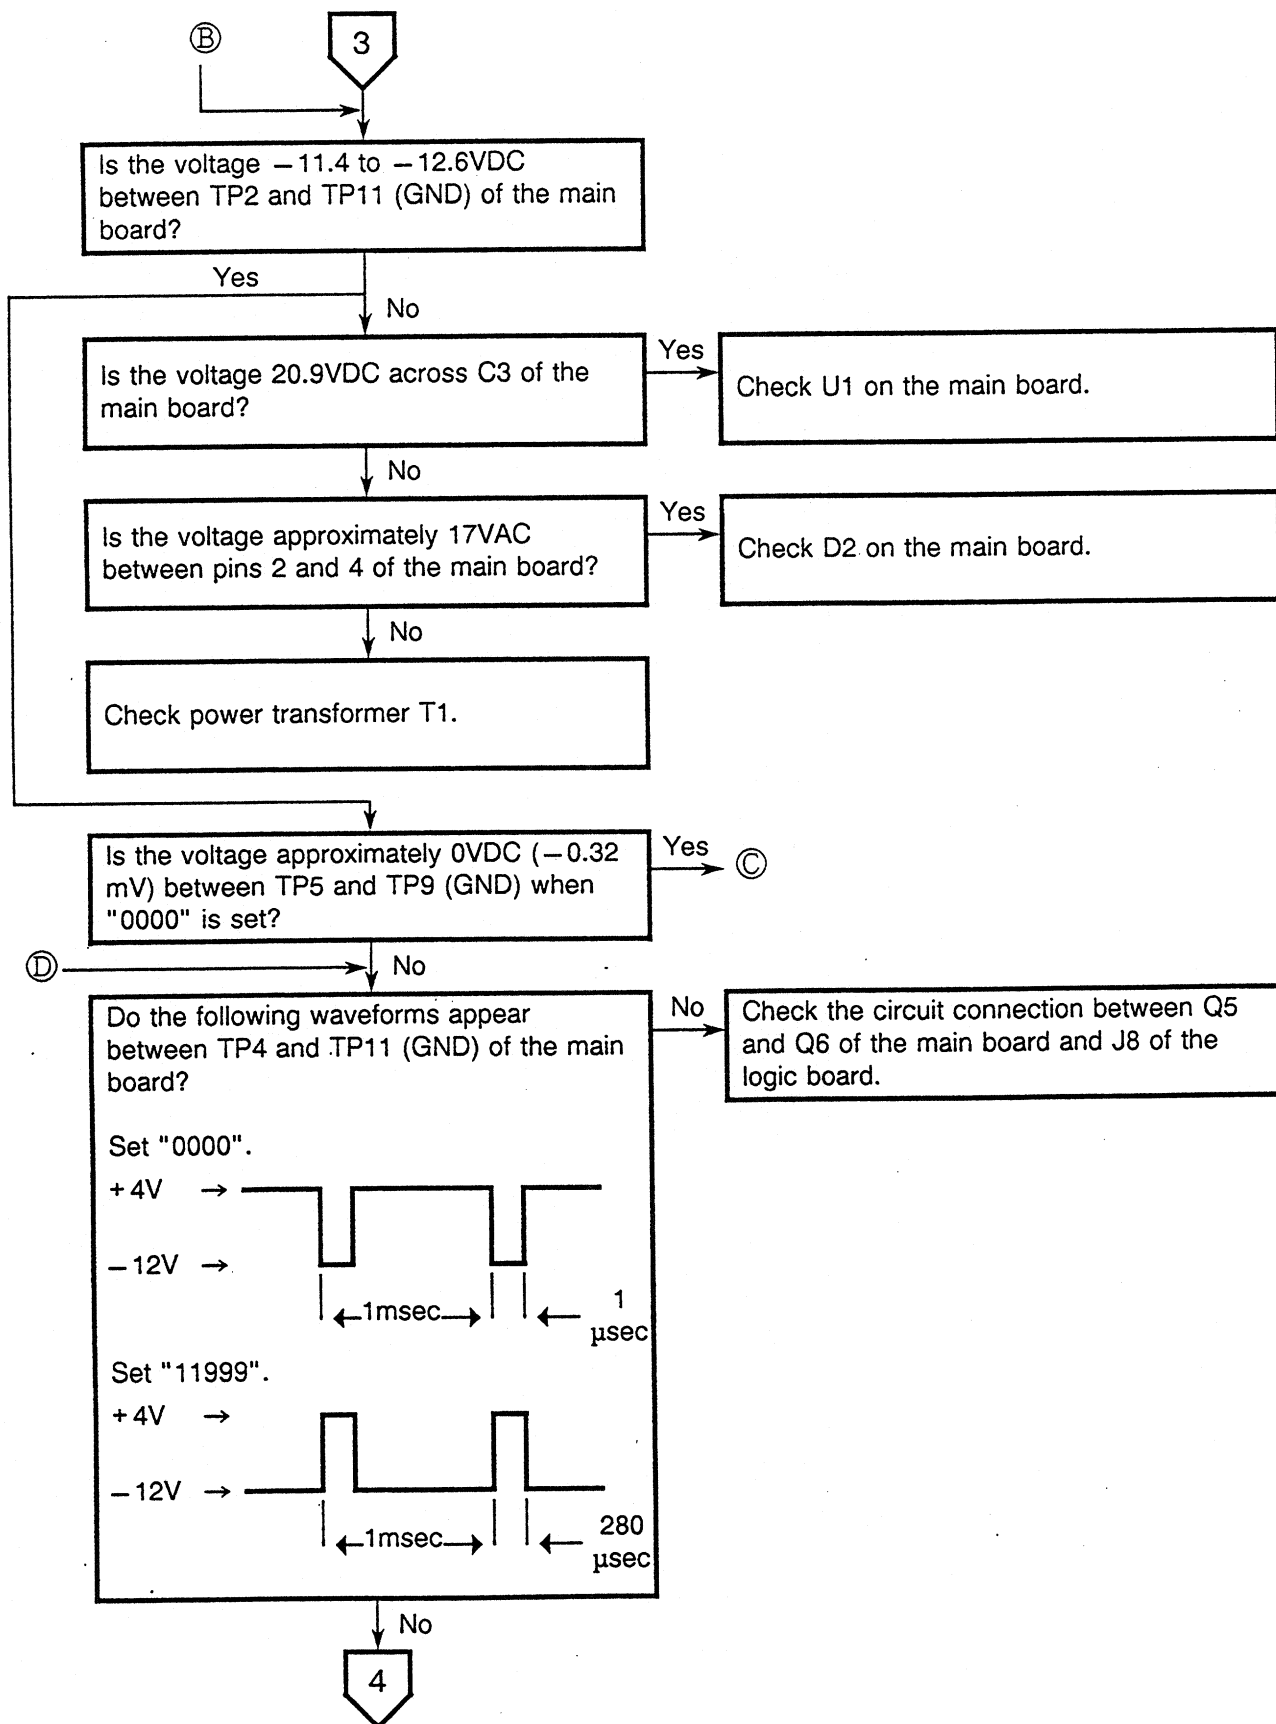 Ⓑ
3
Is the voltage −11.4 to −12.6VDC
between TP2 and TP11 (GND) of the main
board?
Yes
No
Is the voltage 20.9VDC across C3 of the
main board?
Yes
Check U1 on the main board.
No
Is the voltage approximately 17VAC
between pins 2 and 4 of the main board?
Yes
Check D2 on the main board.
No
Check power transformer T1.
Is the voltage approximately 0VDC (−0.32
mV) between TP5 and TP9 (GND) when
"0000" is set?
Yes
Ⓒ
Ⓓ
No
Do the following waveforms appear
between TP4 and TP11 (GND) of the main
board?
No
Check the circuit connection between Q5
and Q6 of the main board and J8 of the
logic board.
Set "0000".
+4V →
−12V →
1msec
1
μsec
Set "11999".
+4V →
−12V →
1msec
280
μsec
No
4